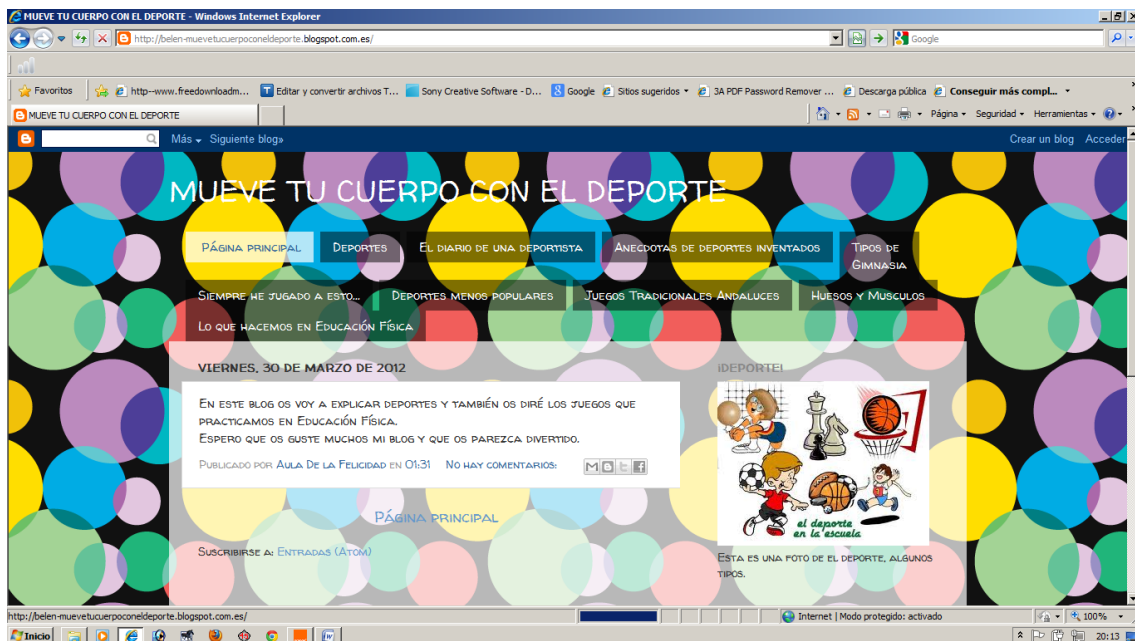 MUEVE TU CUERPO CON EL DEPORTE - Windows Internet Explorer
http://belen-muevetucuerpoconeldeporte.blogspot.com.es/
Google
Favoritos
http--www.freedownloadm...
Editar y convertir archivos T...
Sony Creative Software - D...
Google
Sitios sugeridos
3A PDF Password Remover ...
Descarga pública
Conseguir más compl...
MUEVE TU CUERPO CON EL DEPORTE
Página
Seguridad
Herramientas
Más
Siguiente blog»
Crear un blog
Acceder
MUEVE TU CUERPO CON EL DEPORTE
Página principal
Deportes
El diario de una deportista
Anecdotas de deportes inventados
Tipos de
Gimnasia
Siempre he jugado a esto...
Deportes menos populares
Juegos Tradicionales Andaluces
Huesos y Musculos
Lo que hacemos en Educación Física
VIERNES, 30 DE MARZO DE 2012
En este blog os voy a explicar deportes y también os diré los juegos que
practicamos en Educación Física.
Espero que os guste muchos mi blog y que os parezca divertido.
Publicado por Aula De la Felicidad en 01:31 No hay comentarios:
Página principal
Suscribirse a: Entradas (Atom)
¡DEPORTE!
el deporte
en la escuela
Esta es una foto de el deporte, algunos
tipos.
http://belen-muevetucuerpoconeldeporte.blogspot.com.es/
Internet | Modo protegido: activado
100%
Inicio
20:13